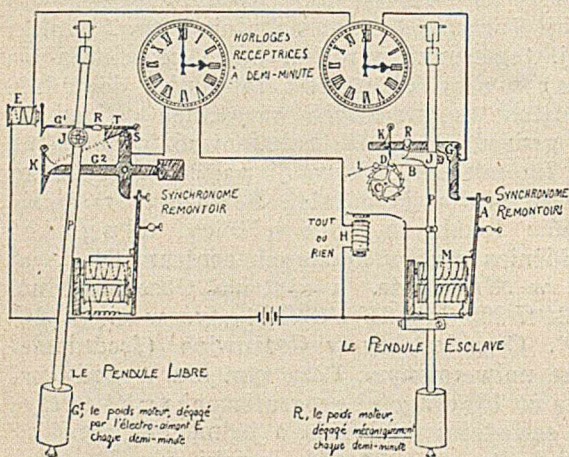 HORLOGES
RECEPTRICES
A DEMI-MINUTE
E
G¹
R
T
S
J
K
G²
P
SYNCHRONOME
REMONTOIR
K
R
D
J
G
L
B
P
A
SYNCHRONOME
REMONTOIR
TOUT
OU
RIEN
H
M
LE PENDULE LIBRE
LE PENDULE ESCLAVE
le poids moteur, dégagé
par l'électro-aimant E
chaque demi-minute
R, le poids moteur,
dégagé mécaniquement
chaque demi-minute